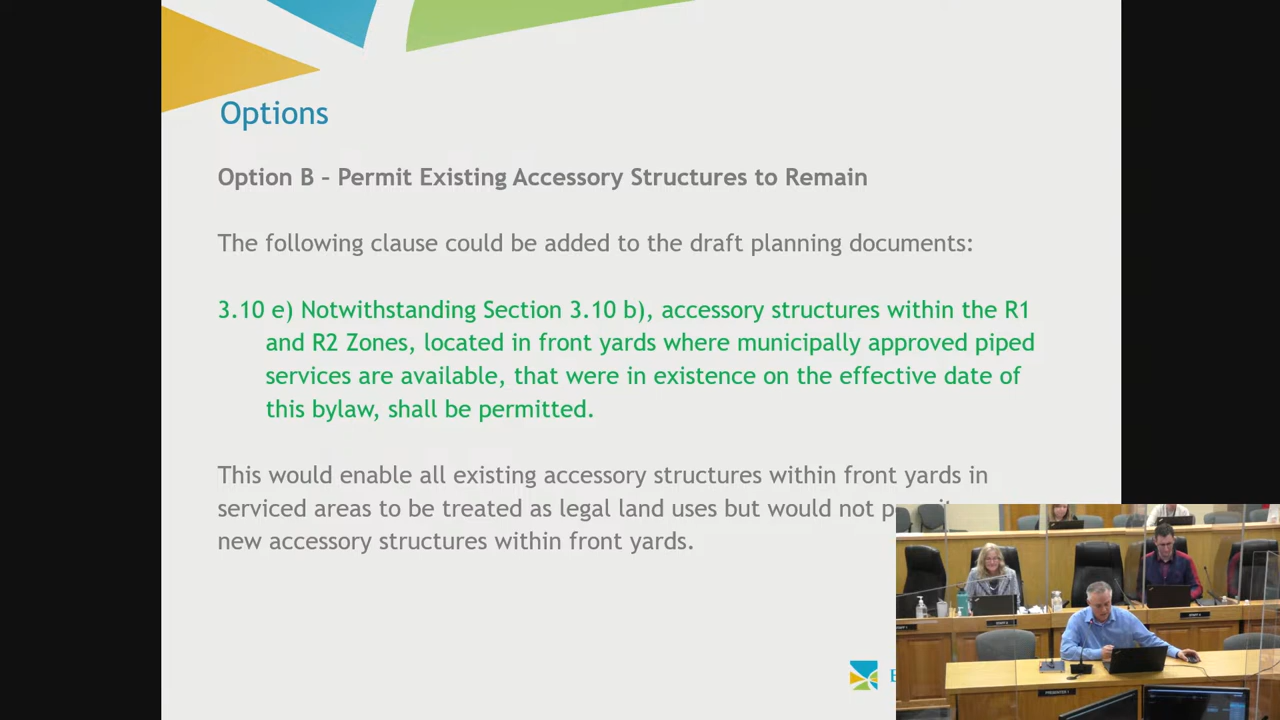 Options
Option B – Permit Existing Accessory Structures to Remain
The following clause could be added to the draft planning documents:
3.10 e) Notwithstanding Section 3.10 b), accessory structures within the R1
and R2 Zones, located in front yards where municipally approved piped
services are available, that were in existence on the effective date of
this bylaw, shall be permitted.
This would enable all existing accessory structures within front yards in
serviced areas to be treated as legal land uses but would not
new accessory structures within front yards.
PRESENTER 1